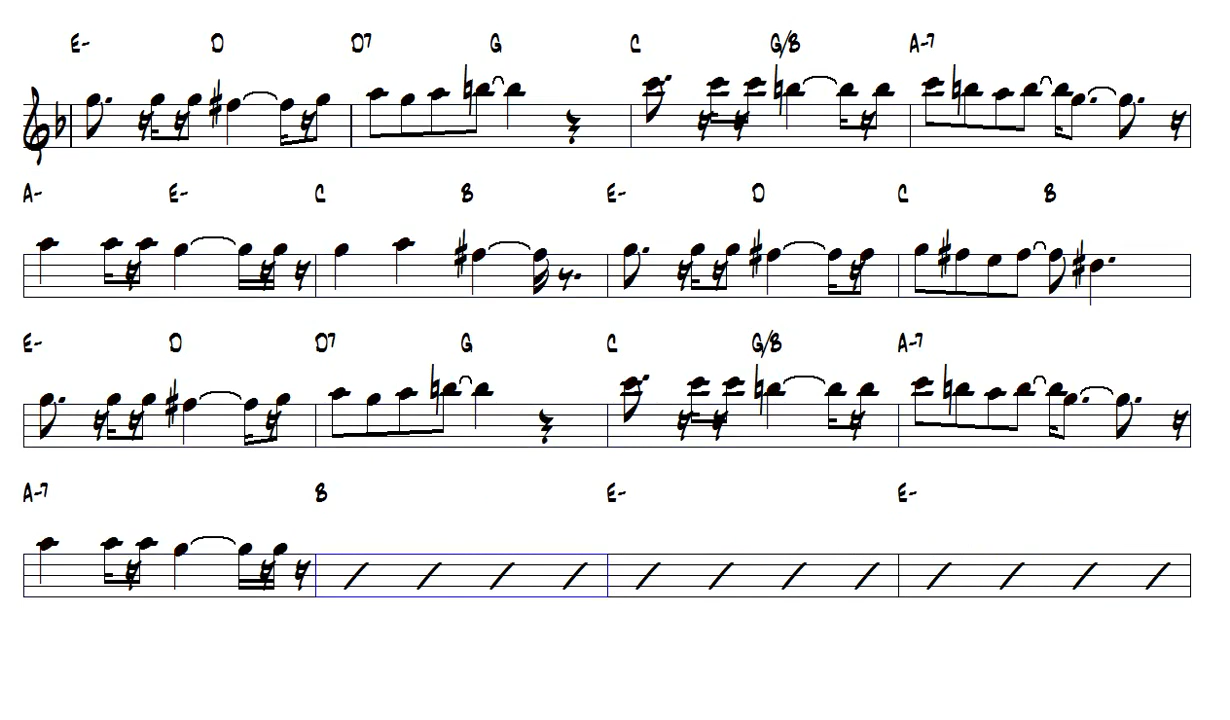 E- D D7 G C G/B A-7
A- E- C B E- D C B
E- D D7 G C G/B A-7
A-7 B E- E-